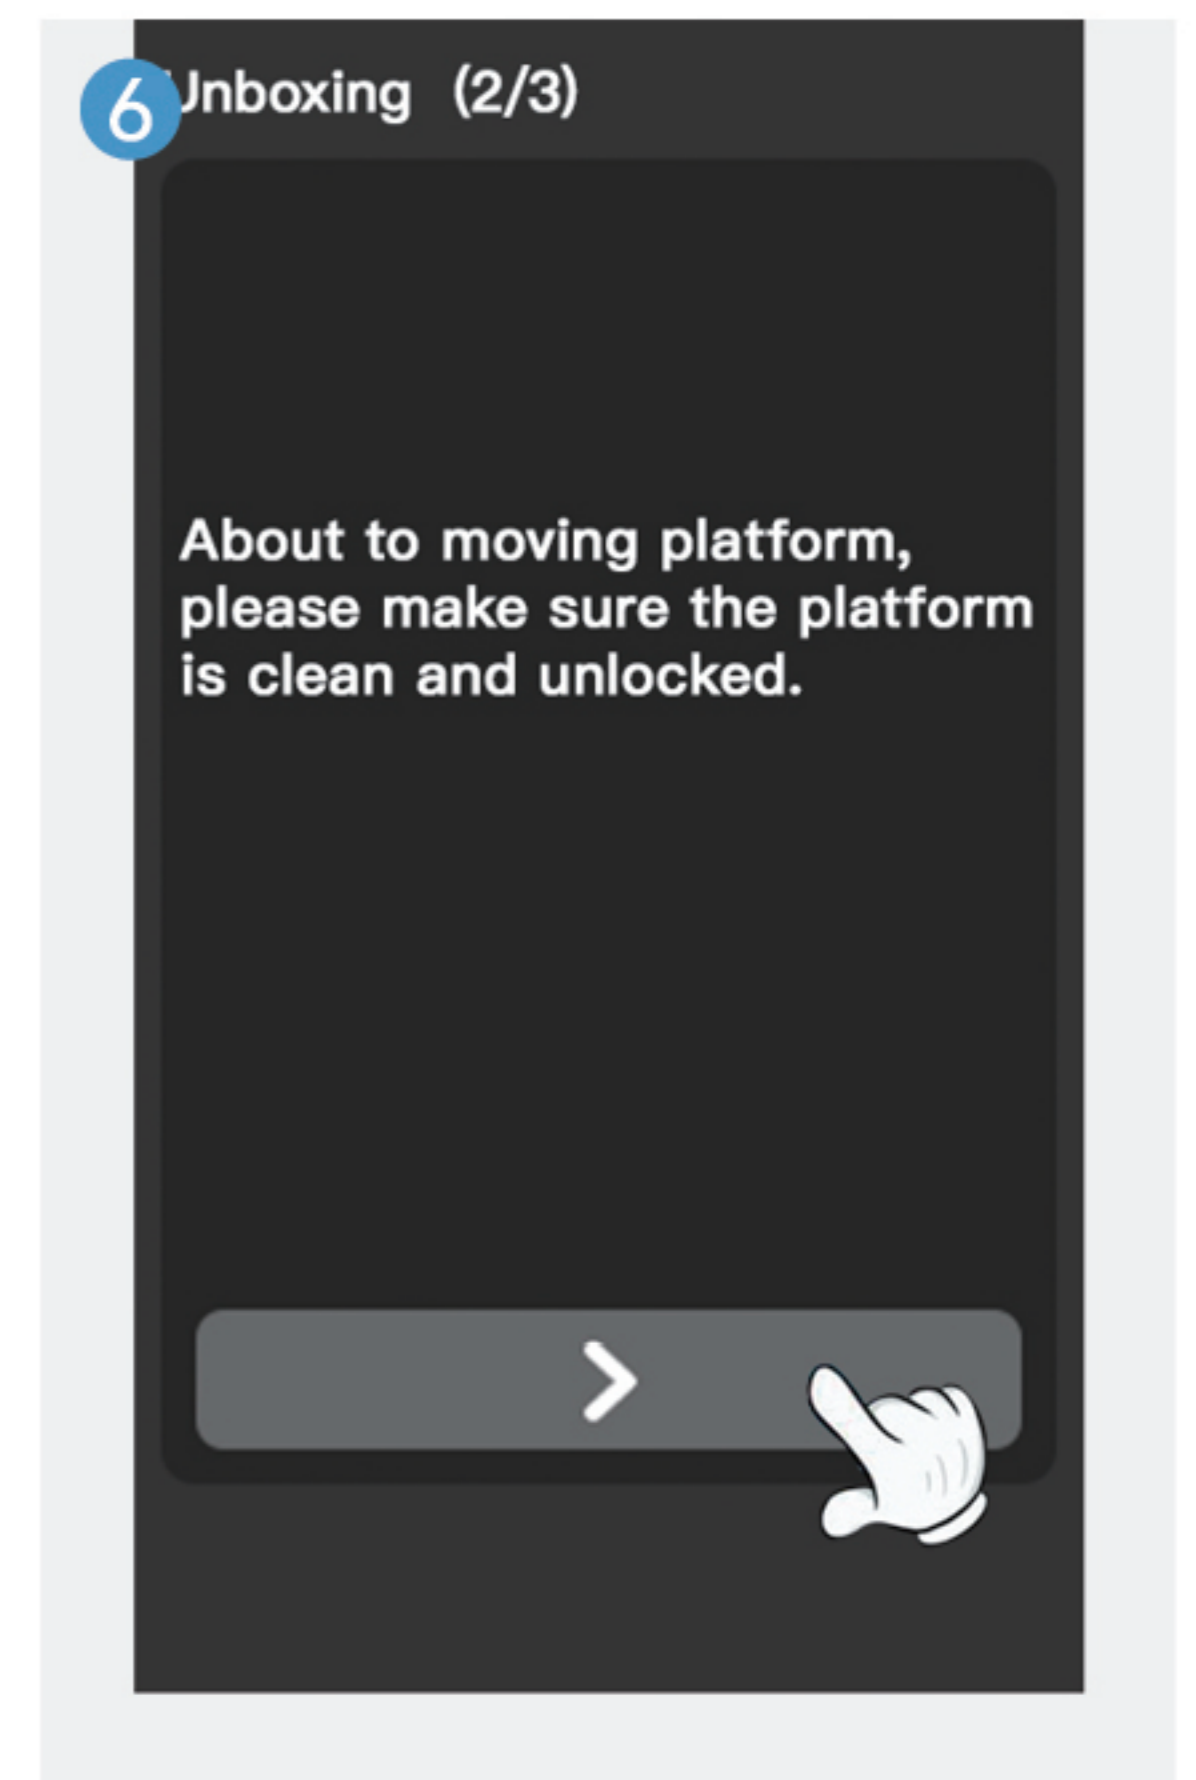 6
Unboxing (2/3)
About to moving platform,
please make sure the platform
is clean and unlocked.